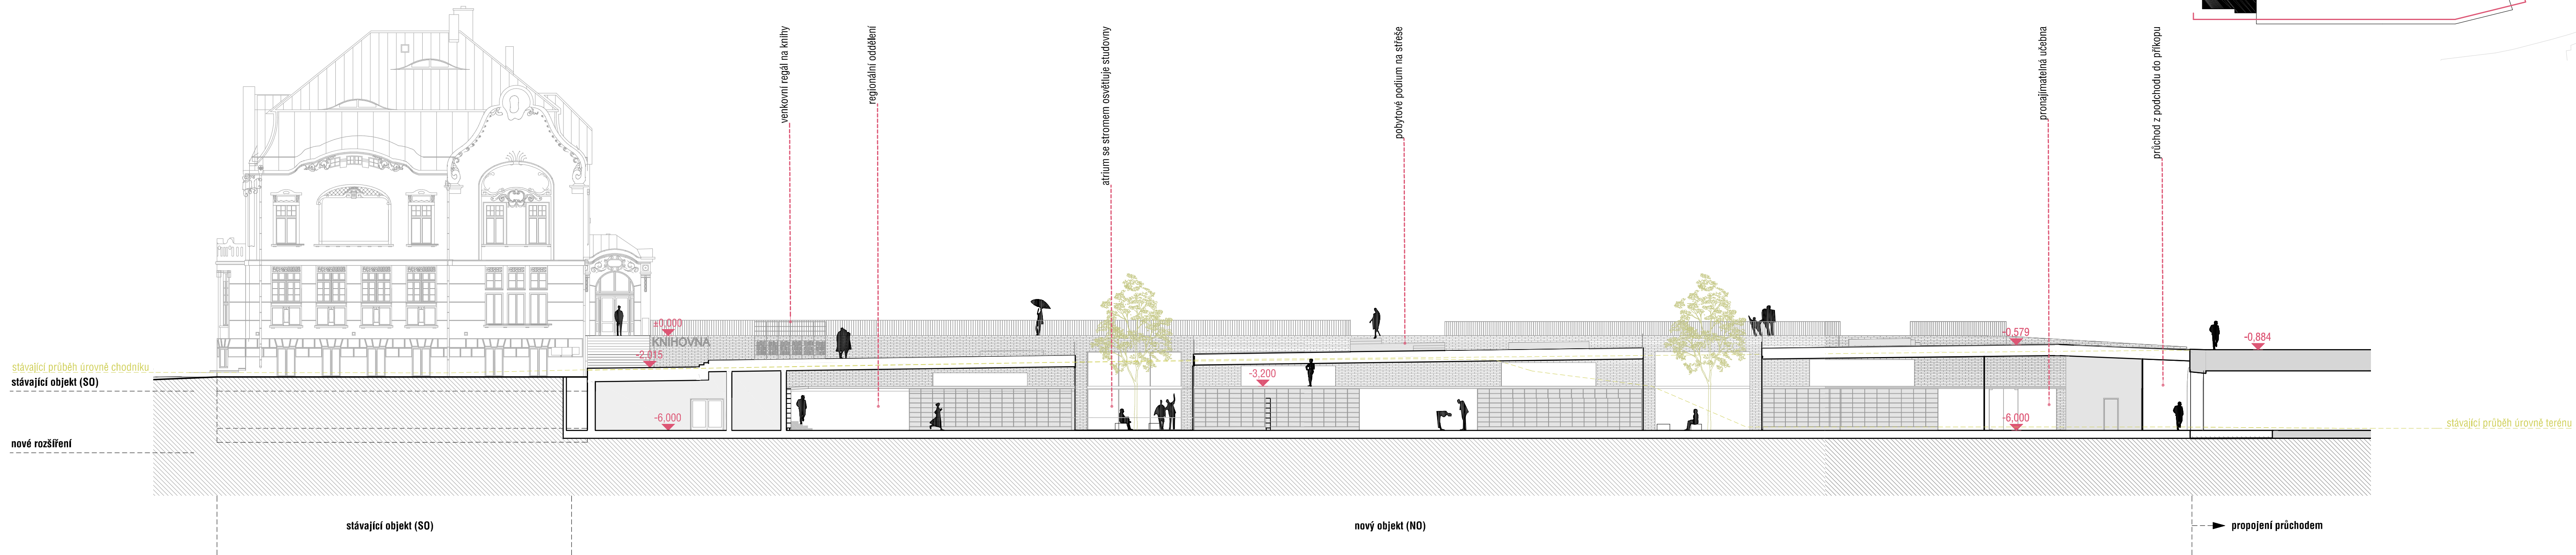 venkovní regál na knihy
regionální oddělení
atrium se stromem osvětluje studovny
pobytové podium na střeše
pronajímatelná učebna
průchod z podchodu do příkopu
±0,000
KNIHOVNA
-2,015
-0,579
-0,884
stávající průběh úrovně chodníku
stávající objekt (SO)
-3,200
-6,000
-6,000
stávající průběh úrovně terénu
nové rozšíření
stávající objekt (SO)
nový objekt (NO)
propojení průchodem